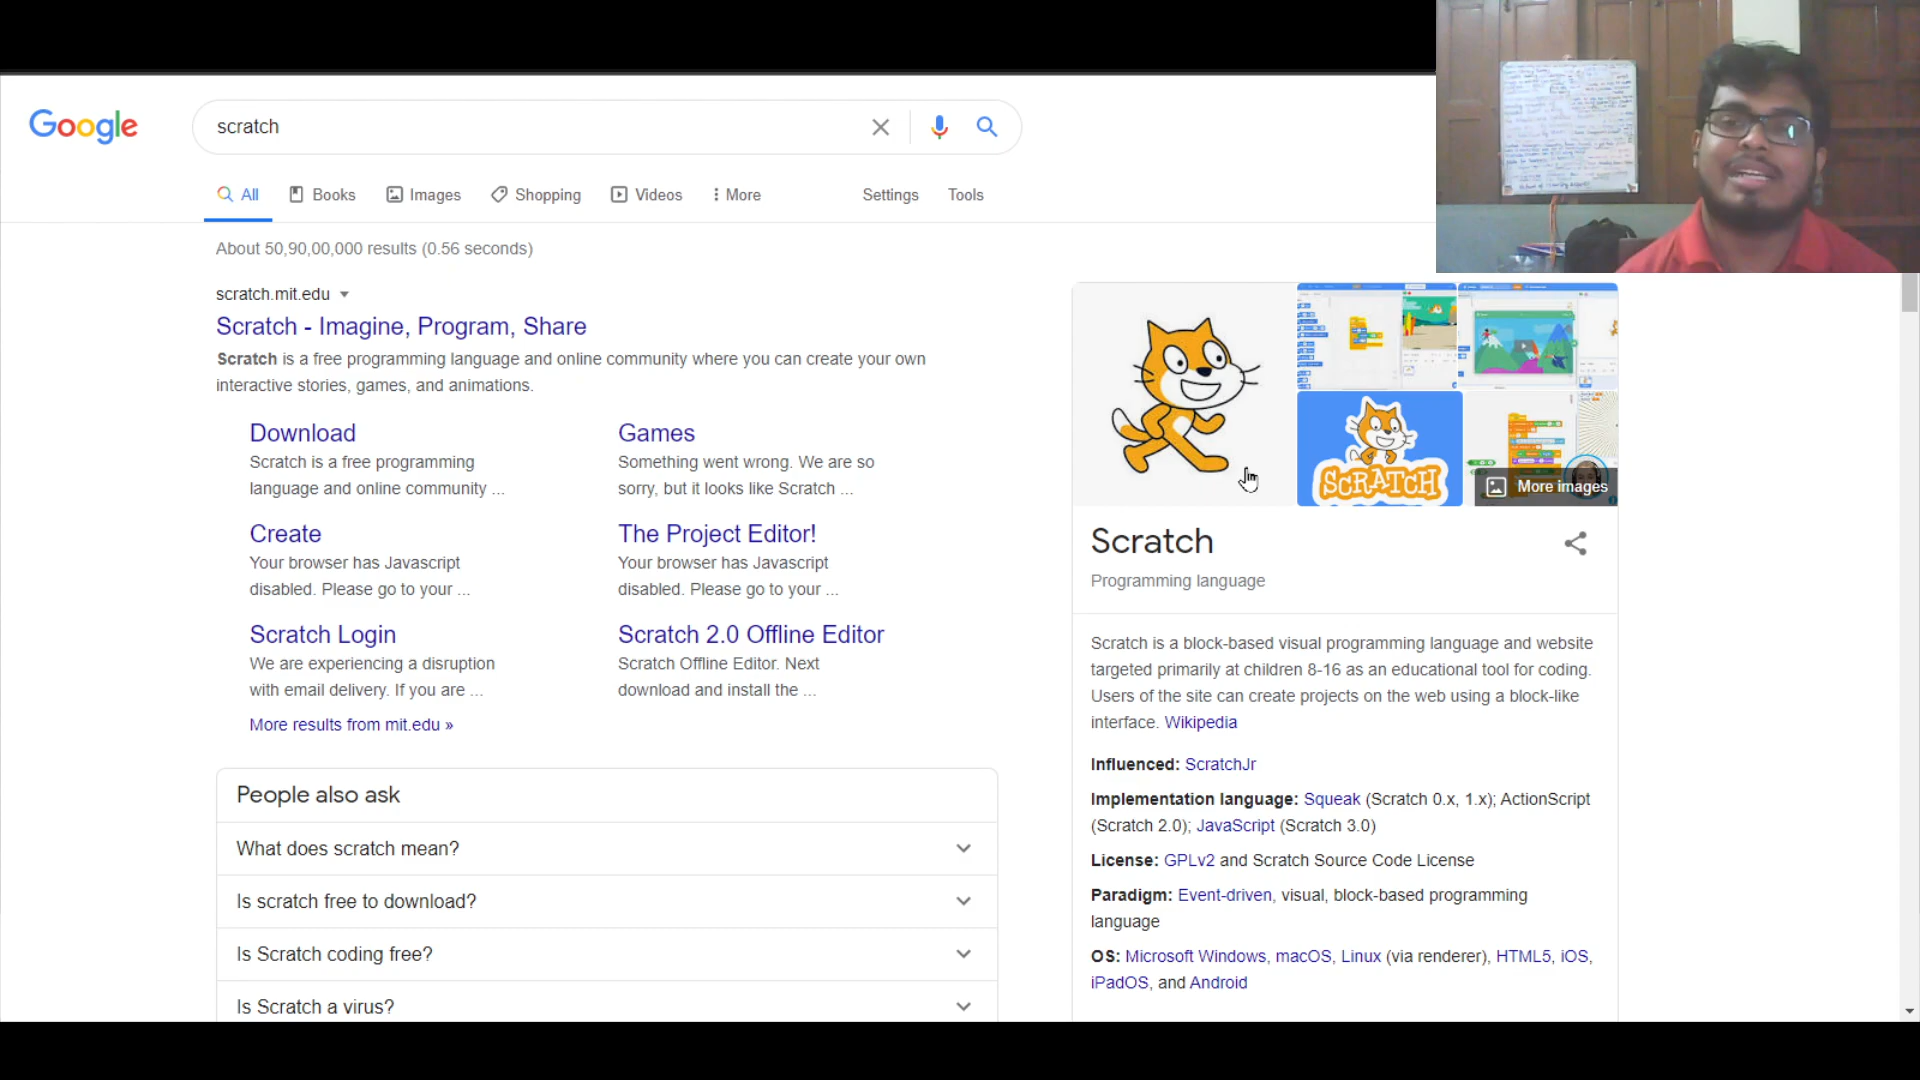 Google
scratch
All
Books
Images
Shopping
Videos
More
Settings
Tools
About 50,90,00,000 results (0.56 seconds)
scratch.mit.edu
Scratch - Imagine, Program, Share
Scratch is a free programming language and online community where you can create your own
interactive stories, games, and animations.
Download
Scratch is a free programming
language and online community ...
Games
Something went wrong. We are so
sorry, but it looks like Scratch ...
Create
Your browser has Javascript
disabled. Please go to your ...
The Project Editor!
Your browser has Javascript
disabled. Please go to your ...
Scratch Login
We are experiencing a disruption
with email delivery. If you are ...
Scratch 2.0 Offline Editor
Scratch Offline Editor. Next
download and install the ...
More results from mit.edu »
People also ask
What does scratch mean?
Is scratch free to download?
Is Scratch coding free?
Is Scratch a virus?
SCRATCH
More images
Scratch
Programming language
Scratch is a block-based visual programming language and website
targeted primarily at children 8-16 as an educational tool for coding.
Users of the site can create projects on the web using a block-like
interface. Wikipedia
Influenced: ScratchJr
Implementation language: Squeak (Scratch 0.x, 1.x); ActionScript
(Scratch 2.0); JavaScript (Scratch 3.0)
License: GPLv2 and Scratch Source Code License
Paradigm: Event-driven, visual, block-based programming
language
OS: Microsoft Windows, macOS, Linux (via renderer), HTML5, iOS,
iPadOS, and Android